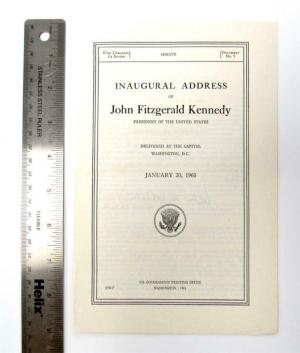 87TH CONGRESS
1st Session
SENATE
DOCUMENT
No. 9
INAUGURAL ADDRESS
OF
John Fitzgerald Kennedy
PRESIDENT OF THE UNITED STATES
DELIVERED AT THE CAPITOL
WASHINGTON, D.C.
JANUARY 20, 1961
U.S. GOVERNMENT PRINTING OFFICE
WASHINGTON : 1961
STAINLESS STEEL RULER
FLEXIBLE
Helix